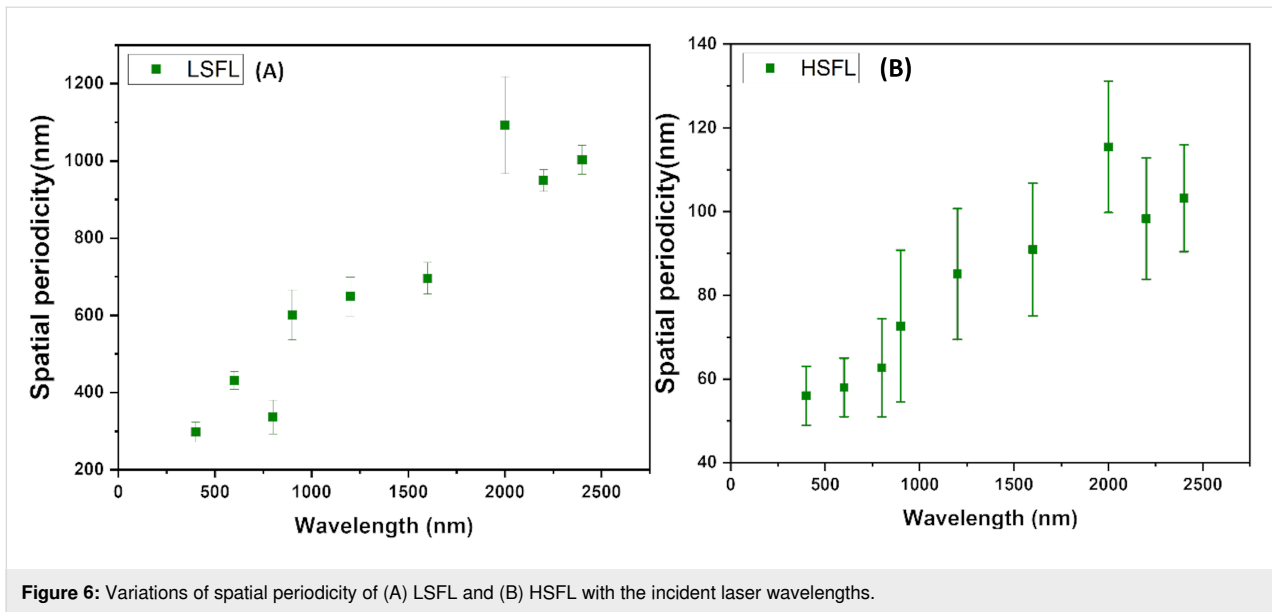 LSFL (A)
Spatial periodicity(nm)
1200
1000
800
600
400
200
0 500 1000 1500 2000 2500
Wavelength (nm)
HSFL (B)
Spatial periodicity(nm)
140
120
100
80
60
40
0 500 1000 1500 2000 2500
Wavelength (nm)
Figure 6: Variations of spatial periodicity of (A) LSFL and (B) HSFL with the incident laser wavelengths.